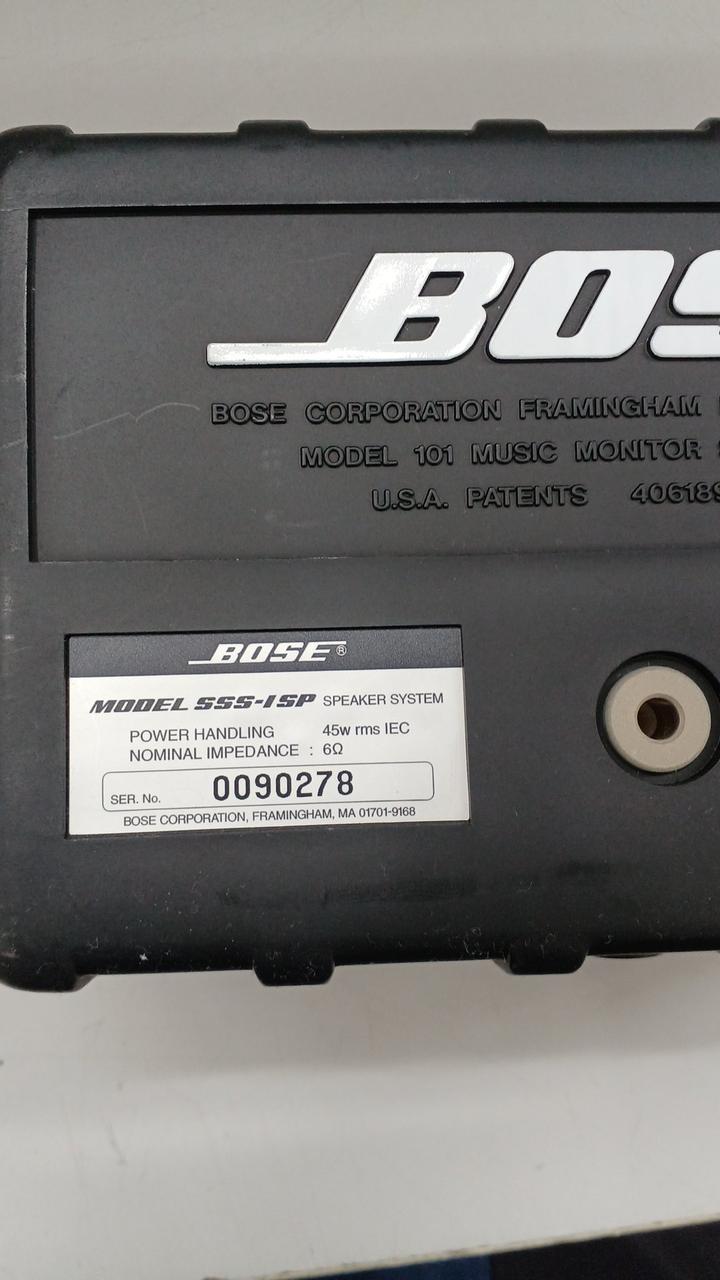 BOSE CORPORATION FRAMINGHAM
MODEL 101 MUSIC MONITOR
U.S.A. PATENTS
BOSE®
MODEL SSS-1SP SPEAKER SYSTEM
POWER HANDLING 45w rms IEC
NOMINAL IMPEDANCE : 6Ω
SER. No. 0090278
BOSE CORPORATION, FRAMINGHAM, MA 01701-9168